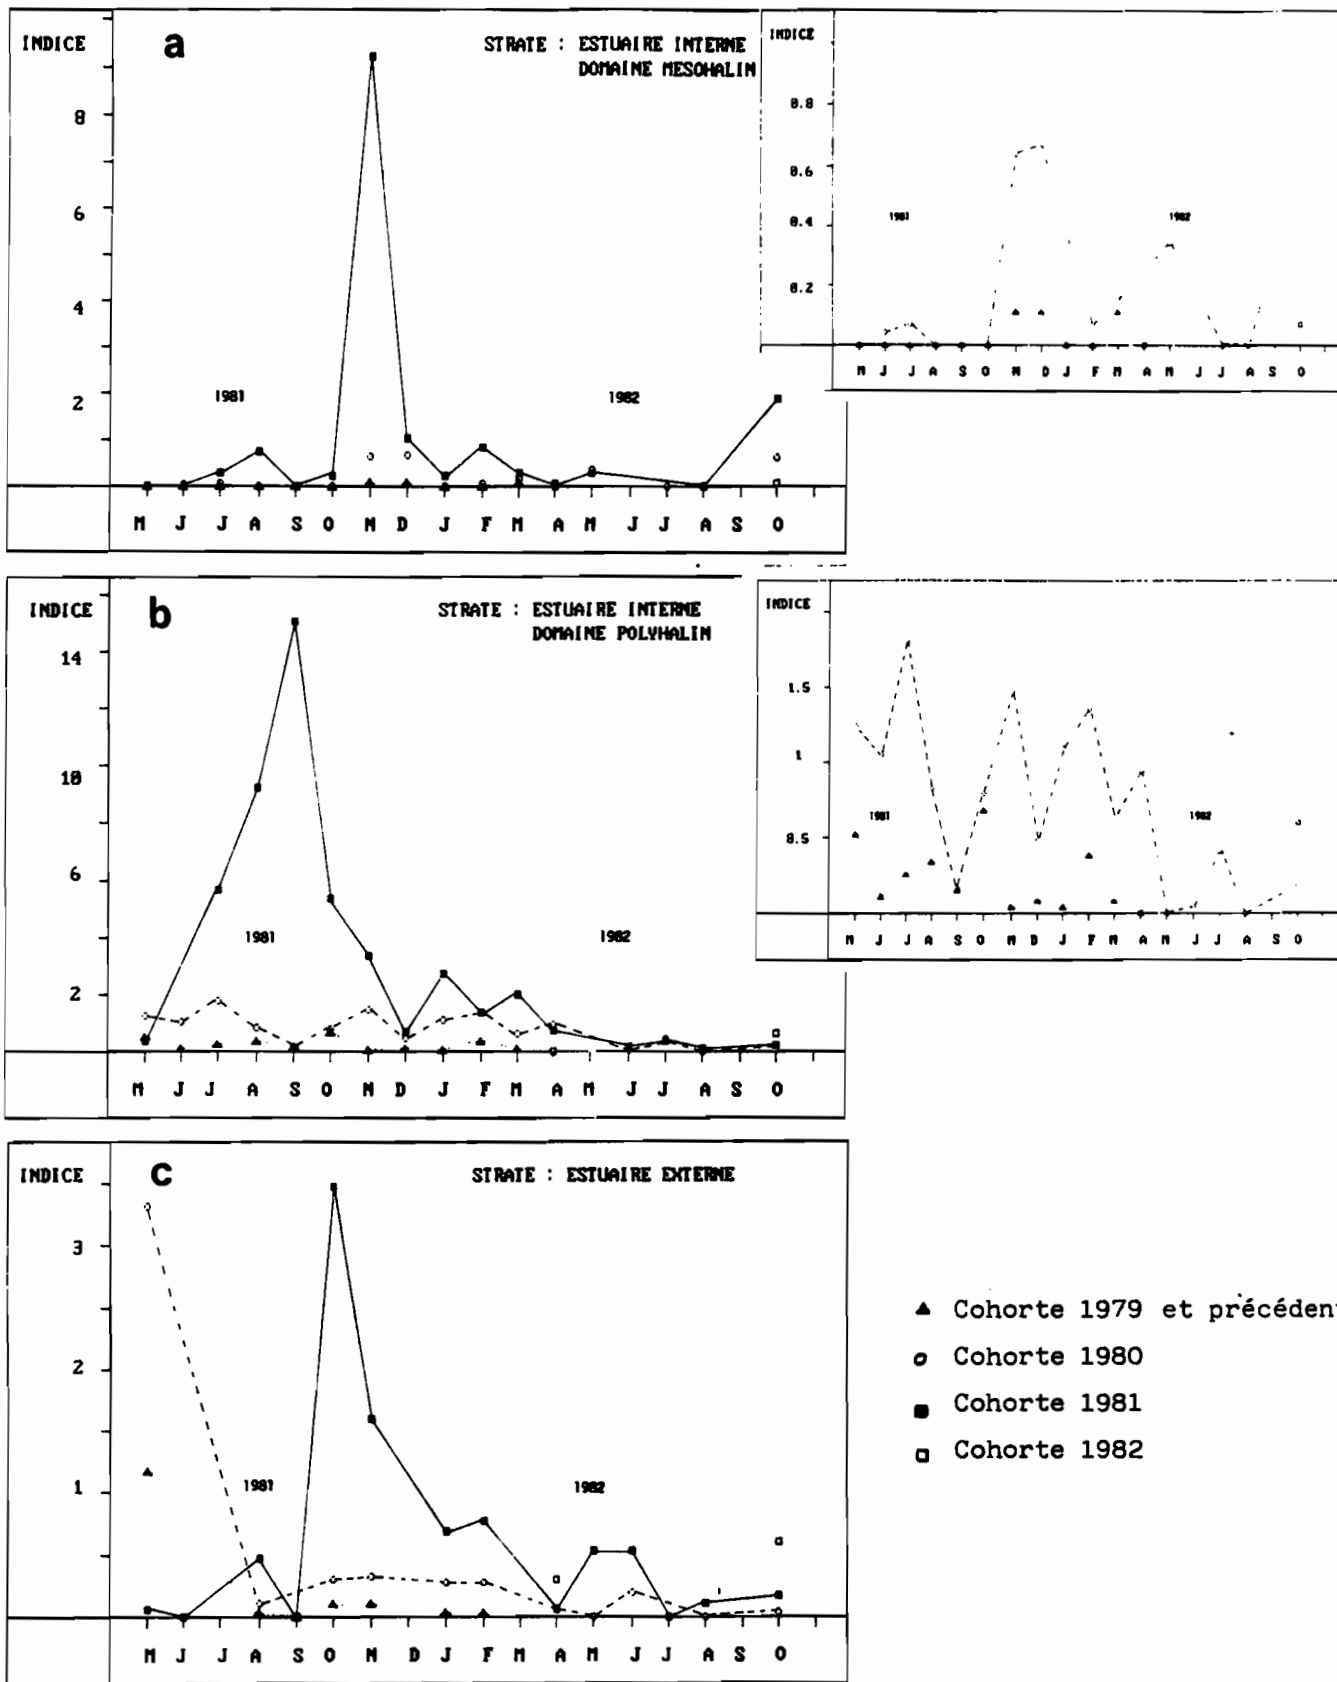 INDICE
a
STRATE : ESTUAIRE INTERNE
DOMAINE MESOHALIN
8
6
4
2
1981
1982
M J J A S O N D J F M A M J J A S O
INDICE
0.8
0.6
0.4
0.2
1981
1982
M J J A S O N D J F M A M J J A S O
INDICE
b
STRATE : ESTUAIRE INTERNE
DOMAINE POLYHALIN
14
10
6
2
1981
1982
M J J A S O N D J F M A M J J A S O
INDICE
1.5
1
0.5
1981
1982
M J J A S O N D J F M A M J J A S O
INDICE
c
STRATE : ESTUAIRE EXTERNE
3
2
1
1981
1982
M J J A S O N D J F M A M J J A S O
Cohorte 1979 et précéden
Cohorte 1980
Cohorte 1981
Cohorte 1982